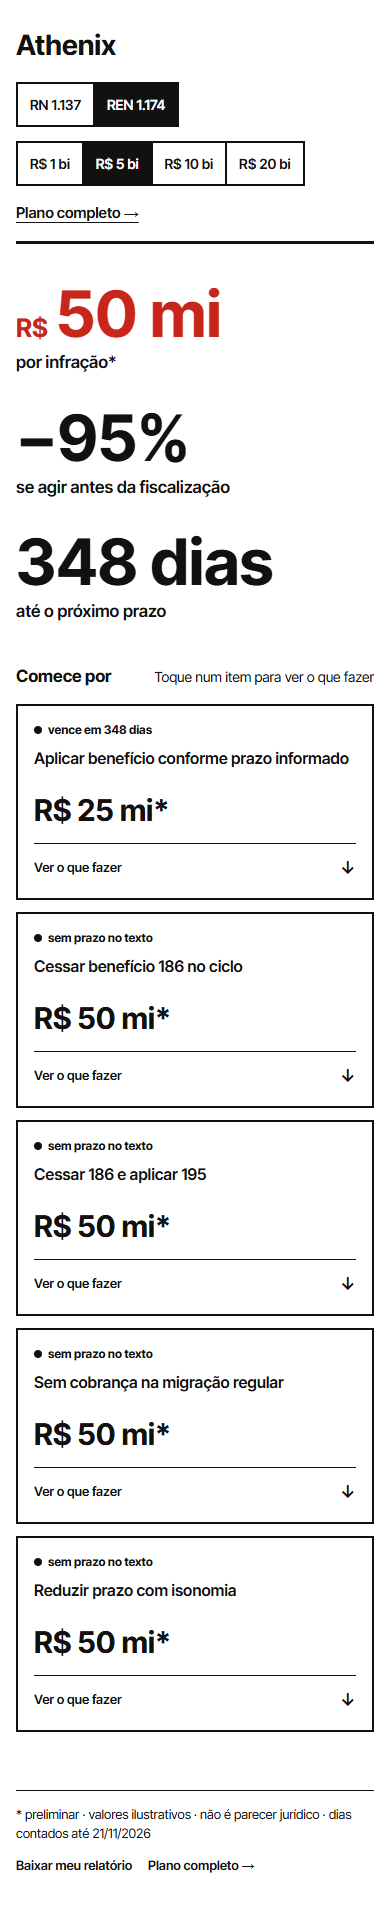 Athenix
RN 1.137 REN 1.174
R$ 1 bi R$ 5 bi R$ 10 bi R$ 20 bi
Plano completo →
R$ 50 mi
por infração*
−95%
se agir antes da fiscalização
348 dias
até o próximo prazo
Comece por Toque num item para ver o que fazer
● vence em 348 dias
Aplicar benefício conforme prazo informado
R$ 25 mi*
Ver o que fazer ↓
● sem prazo no texto
Cessar benefício 186 no ciclo
R$ 50 mi*
Ver o que fazer ↓
● sem prazo no texto
Cessar 186 e aplicar 195
R$ 50 mi*
Ver o que fazer ↓
● sem prazo no texto
Sem cobrança na migração regular
R$ 50 mi*
Ver o que fazer ↓
● sem prazo no texto
Reduzir prazo com isonomia
R$ 50 mi*
Ver o que fazer ↓
* preliminar · valores ilustrativos · não é parecer jurídico · dias
contados até 21/11/2026
Baixar meu relatório Plano completo →